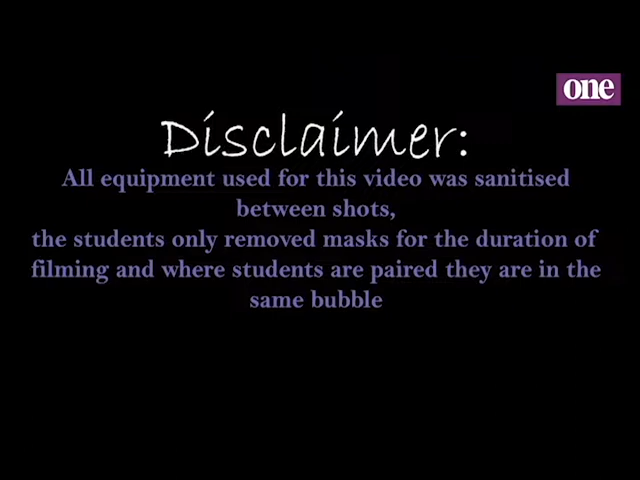 one
Disclaimer:
All equipment used for this video was sanitised
between shots,
the students only removed masks for the duration of
filming and where students are paired they are in the
same bubble